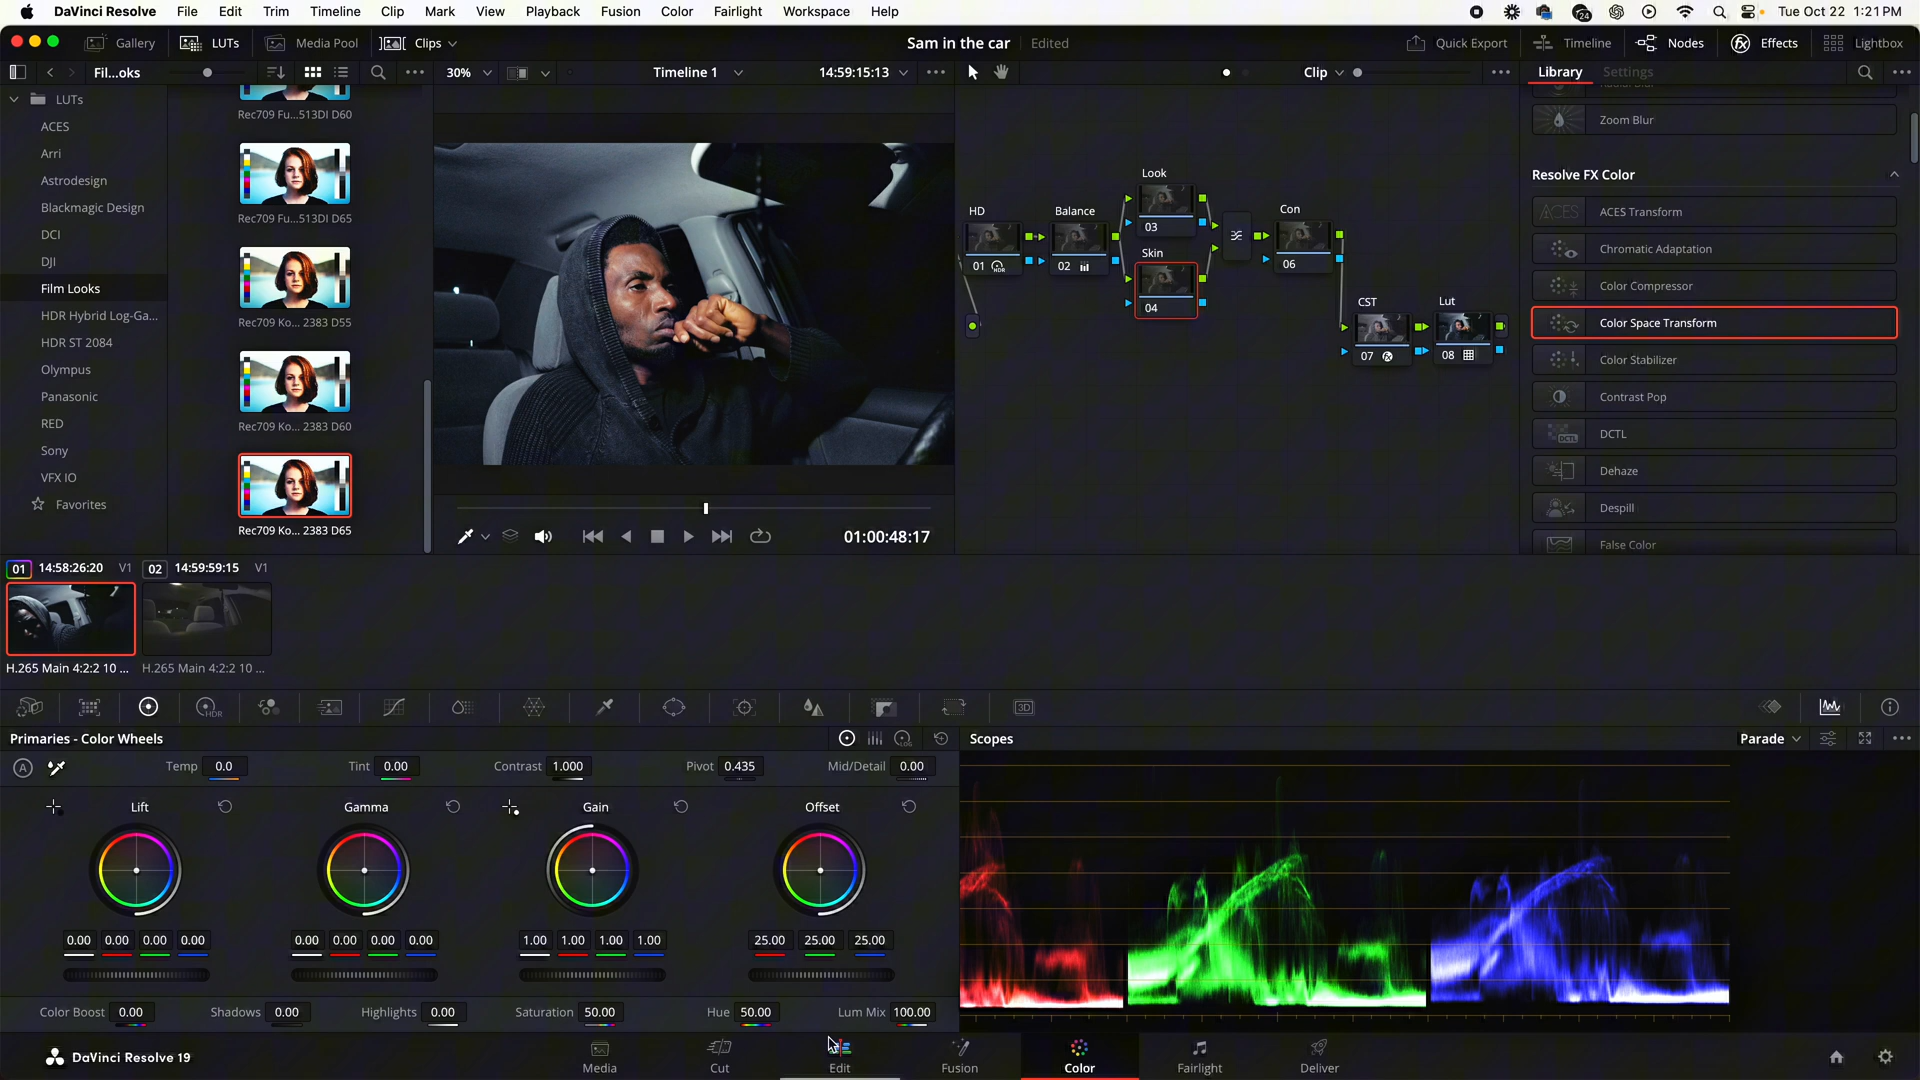 DaVinci Resolve File Edit Trim Timeline Clip Mark View Playback Fusion Color Fairlight Workspace Help 24 Tue Oct 22 1:21 PM
Gallery LUTs Media Pool Clips Sam in the car Edited Quick Export Timeline Nodes Effects Lightbox
Fil...oks 30% Timeline 1 14:59:15:13 Clip Library Settings
LUTs
ACES
Arri
Astrodesign
Blackmagic Design
DCI
DJI
Film Looks
HDR Hybrid Log-Ga...
HDR ST 2084
Olympus
Panasonic
RED
Sony
VFX IO
Favorites
Rec709 Fu...513DI D60
Rec709 Fu...513DI D65
Rec709 Ko... 2383 D55
Rec709 Ko... 2383 D60
Rec709 Ko... 2383 D65
01:00:48:17
HD
01
HDR
Balance
02
Look
03
Skin
04
Con
06
CST
07
Lut
08
Zoom Blur
Resolve FX Color
ACES ACES Transform
Chromatic Adaptation
Color Compressor
Color Space Transform
Color Stabilizer
Contrast Pop
DCTL DCTL
Dehaze
Despill
False Color
01 14:58:26:20 V1 02 14:59:59:15 V1
H.265 Main 4:2:2 10 ... H.265 Main 4:2:2 10 ...
HDR 3D
Primaries - Color Wheels LOG
A Temp 0.0 Tint 0.00 Contrast 1.000 Pivot 0.435 Mid/Detail 0.00
Lift Gamma Gain Offset
0.00 0.00 0.00 0.00 0.00 0.00 0.00 0.00 1.00 1.00 1.00 1.00 25.00 25.00 25.00
Color Boost 0.00 Shadows 0.00 Highlights 0.00 Saturation 50.00 Hue 50.00 Lum Mix 100.00
Scopes Parade
DaVinci Resolve 19
Media Cut Edit Fusion Color Fairlight Deliver